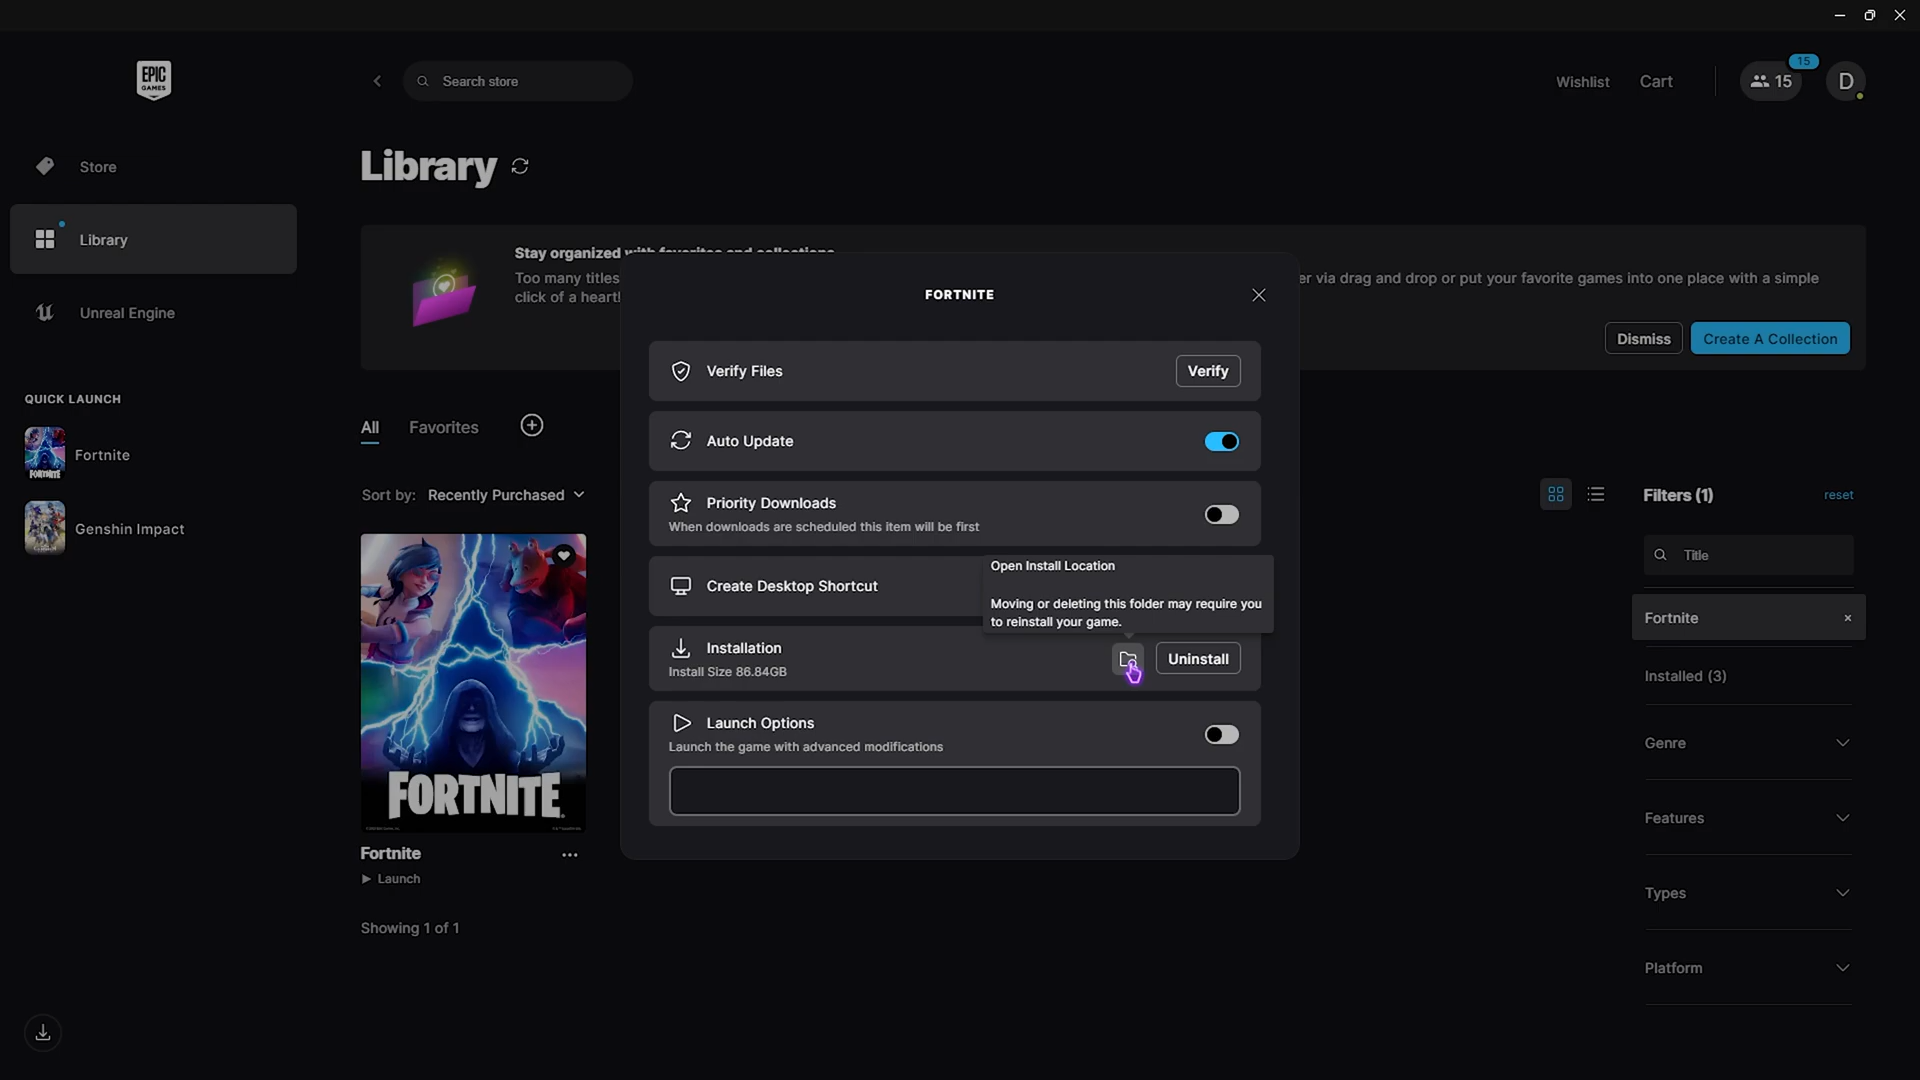 EPIC
GAMES
Search store
Wishlist
Cart
15
15
D
Store
Library
Unreal Engine
QUICK LAUNCH
FORTNITE
Fortnite
Genshin Impact
Library
Stay organized with favorites and collections
Too many titles
er via drag and drop or put your favorite games into one place with a simple
click of a heart
Dismiss
Create A Collection
All
Favorites
Sort by: Recently Purchased
FORTNITE
Fortnite
Launch
Showing 1 of 1
FORTNITE
Verify Files
Verify
Auto Update
Priority Downloads
When downloads are scheduled this item will be first
Create Desktop Shortcut
Open Install Location
Moving or deleting this folder may require you
to reinstall your game.
Installation
Install Size 86.84GB
Uninstall
Launch Options
Launch the game with advanced modifications
Filters (1)
reset
Title
Fortnite
Installed (3)
Genre
Features
Types
Platform